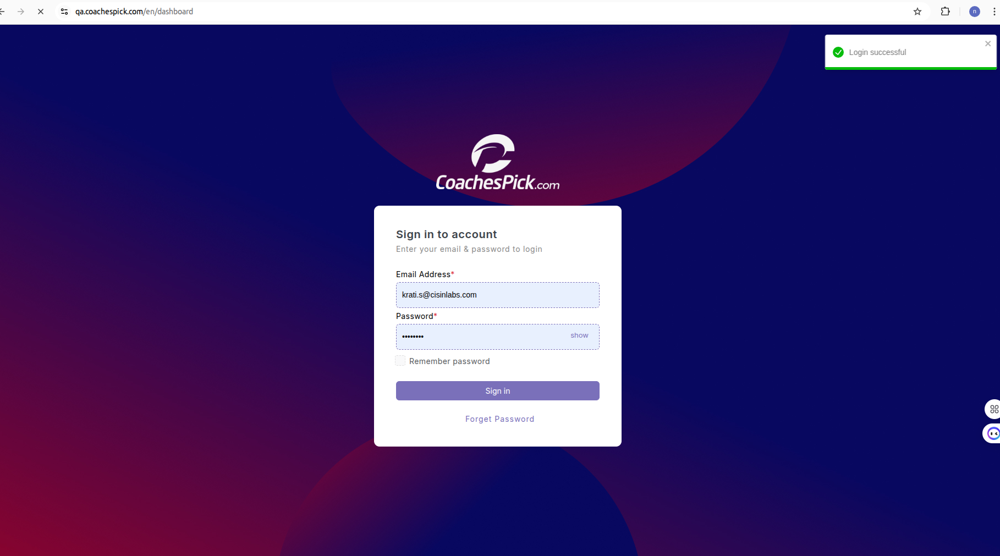 qa.coachespick.com/en/dashboard
n
Login successful
CoachesPick.com
Sign in to account
Enter your email & password to login
Email Address*
krati.s@cisinlabs.com
Password*
••••••••
show
Remember password
Sign in
Forget Password